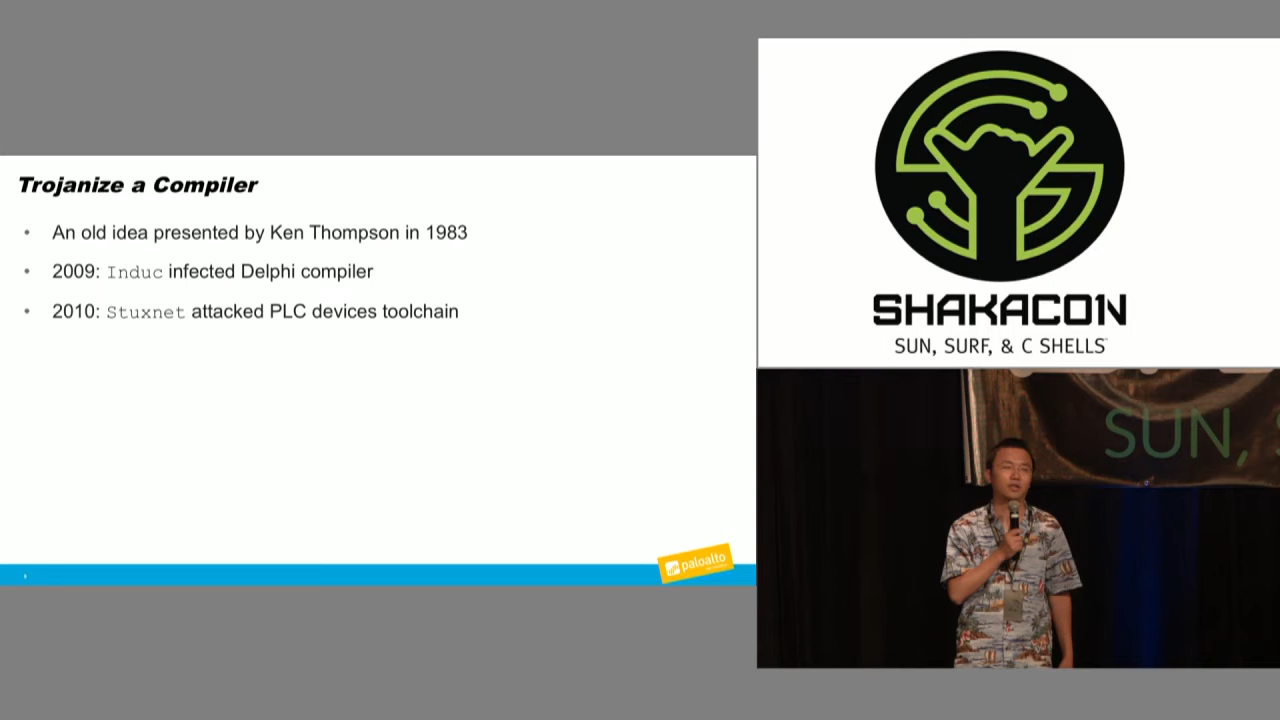 Trojanize a Compiler
• An old idea presented by Ken Thompson in 1983
• 2009: Induc infected Delphi compiler
• 2010: Stuxnet attacked PLC devices toolchain
paloalto
SHAKACON
SUN, SURF, & C SHELLS
SUN,